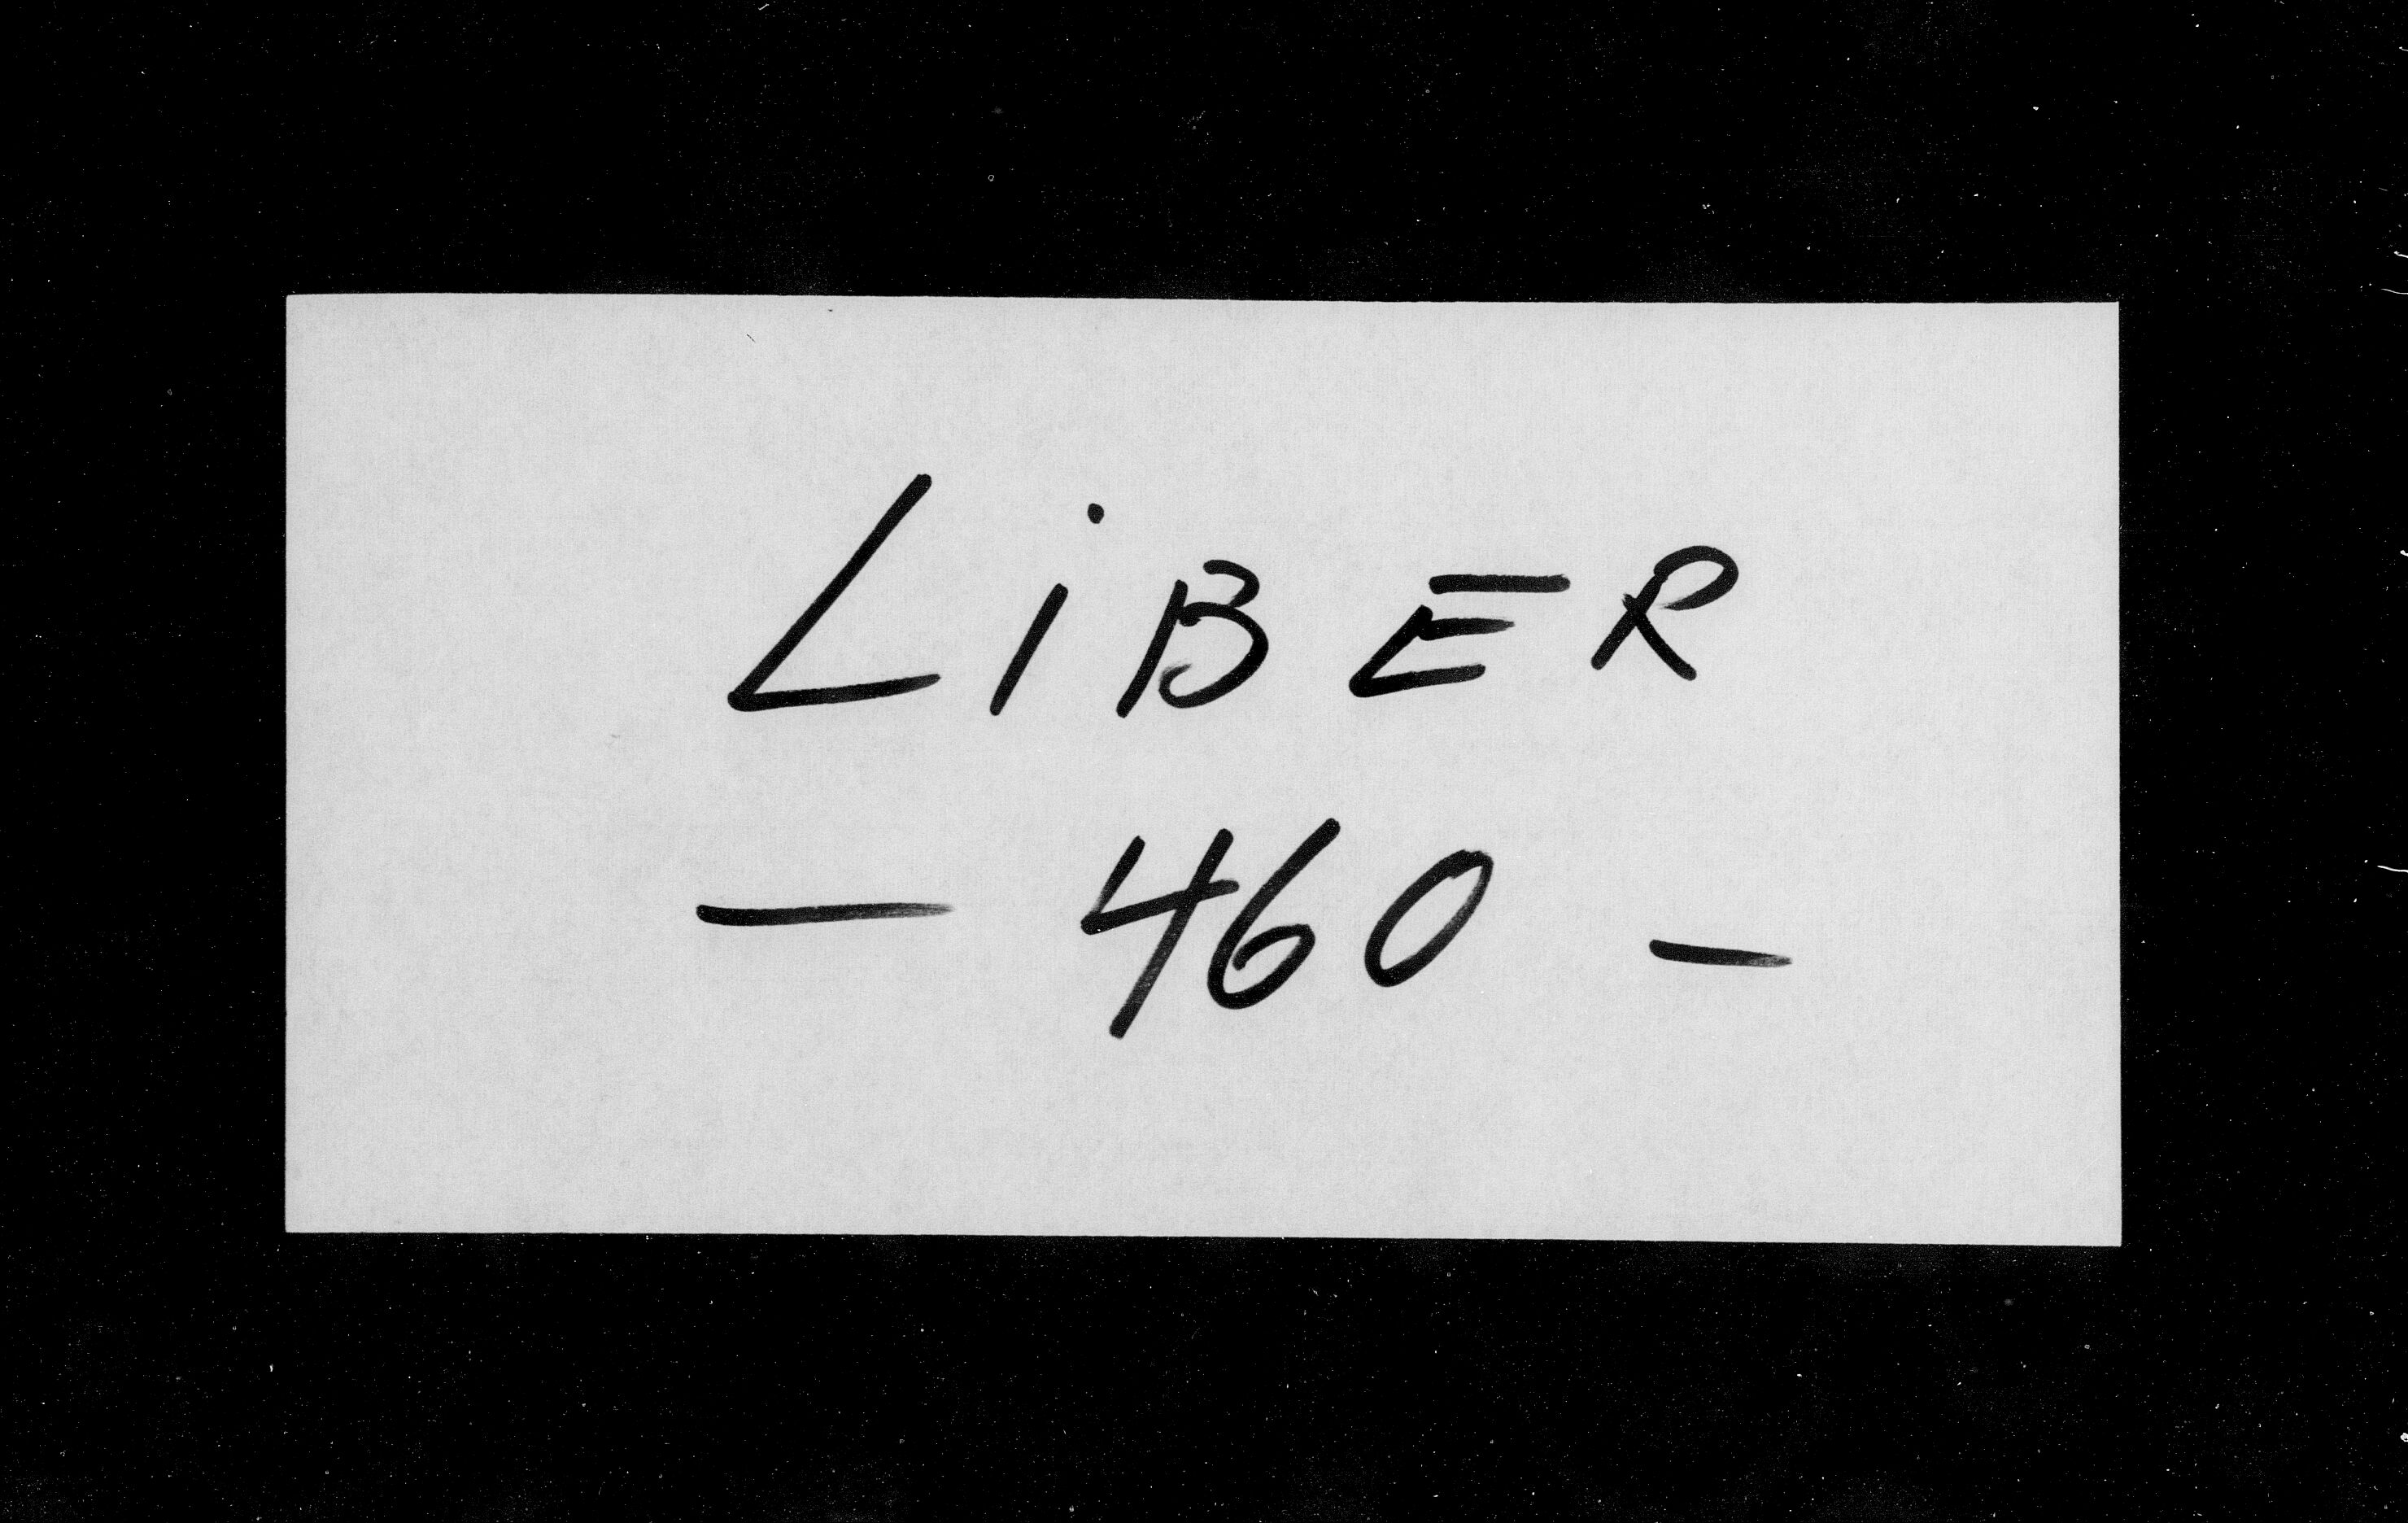 LiBER
— 460 –